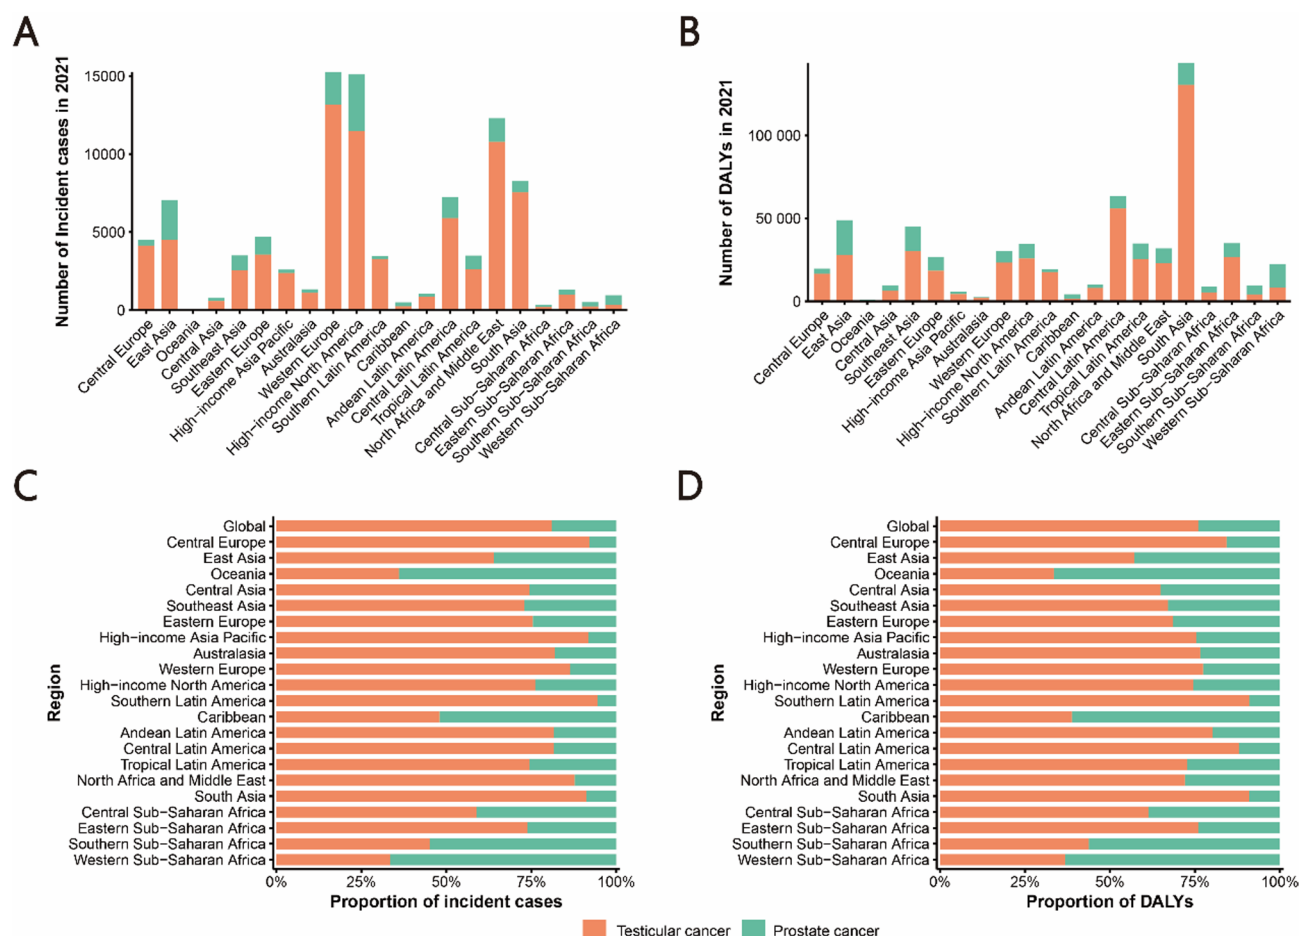 A
Number of Incident cases in 2021
15000
10000
5000
0
Central Europe
East Asia
Oceania
Central Asia
Southeast Asia
Eastern Europe
High-income Asia Pacific
Australasia
Western Europe
High-income North America
Southern Latin America
Caribbean
Andean Latin America
Central Latin America
Tropical Latin America
North Africa and Middle East
South Asia
Central Sub-Saharan Africa
Eastern Sub-Saharan Africa
Southern Sub-Saharan Africa
Western Sub-Saharan Africa
B
Number of DALYs in 2021
100 000
50 000
0
Central Europe
East Asia
Oceania
Central Asia
Southeast Asia
Eastern Europe
High-income Asia Pacific
Australasia
Western Europe
High-income North America
Southern Latin America
Caribbean
Andean Latin America
Central Latin America
Tropical Latin America
North Africa and Middle East
South Asia
Central Sub-Saharan Africa
Eastern Sub-Saharan Africa
Southern Sub-Saharan Africa
Western Sub-Saharan Africa
C
Region
Global
Central Europe
East Asia
Oceania
Central Asia
Southeast Asia
Eastern Europe
High-income Asia Pacific
Australasia
Western Europe
High-income North America
Southern Latin America
Caribbean
Andean Latin America
Central Latin America
Tropical Latin America
North Africa and Middle East
South Asia
Central Sub-Saharan Africa
Eastern Sub-Saharan Africa
Southern Sub-Saharan Africa
Western Sub-Saharan Africa
0% 25% 50% 75% 100%
Proportion of incident cases
D
Region
Global
Central Europe
East Asia
Oceania
Central Asia
Southeast Asia
Eastern Europe
High-income Asia Pacific
Australasia
Western Europe
High-income North America
Southern Latin America
Caribbean
Andean Latin America
Central Latin America
Tropical Latin America
North Africa and Middle East
South Asia
Central Sub-Saharan Africa
Eastern Sub-Saharan Africa
Southern Sub-Saharan Africa
Western Sub-Saharan Africa
0% 25% 50% 75% 100%
Proportion of DALYs
Testicular cancer Prostate cancer